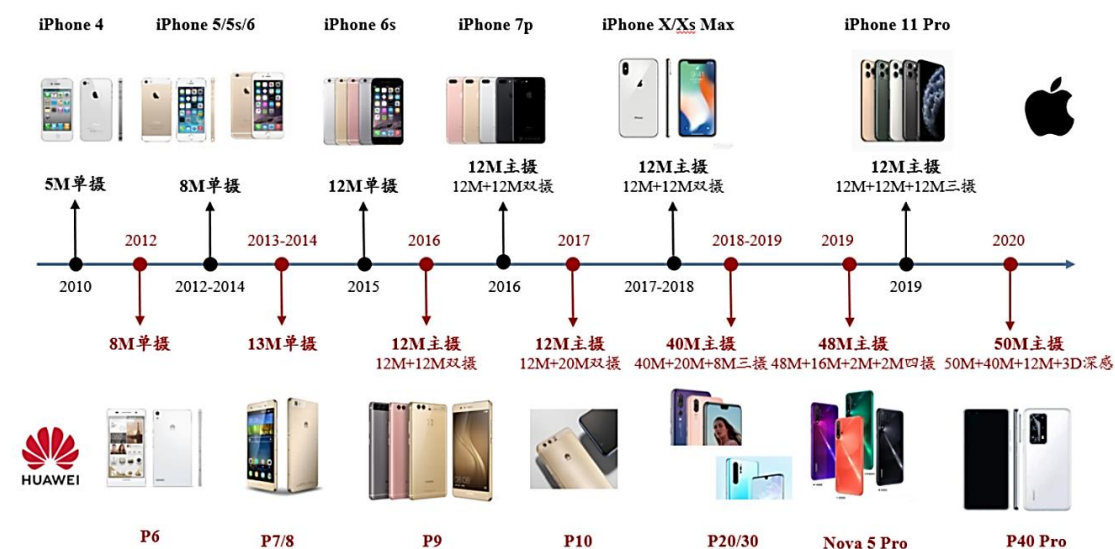 iPhone 4
iPhone 5/5s/6
iPhone 6s
iPhone 7p
iPhone X/Xs Max
iPhone 11 Pro
5M单摄
8M单摄
12M单摄
12M主摄
12M+12M双摄
12M主摄
12M+12M双摄
12M主摄
12M+12M+12M三摄
2012
2013-2014
2016
2017
2018-2019
2019
2020
2010
2012-2014
2015
2016
2017-2018
2019
8M单摄
13M单摄
12M主摄
12M+12M双摄
12M主摄
12M+20M双摄
40M主摄
40M+20M+8M三摄
48M主摄
48M+16M+2M+2M四摄
50M主摄
50M+40M+12M+3D深感
HUAWEI
P6
P7/8
P9
P10
P20/30
Nova 5 Pro
P40 Pro